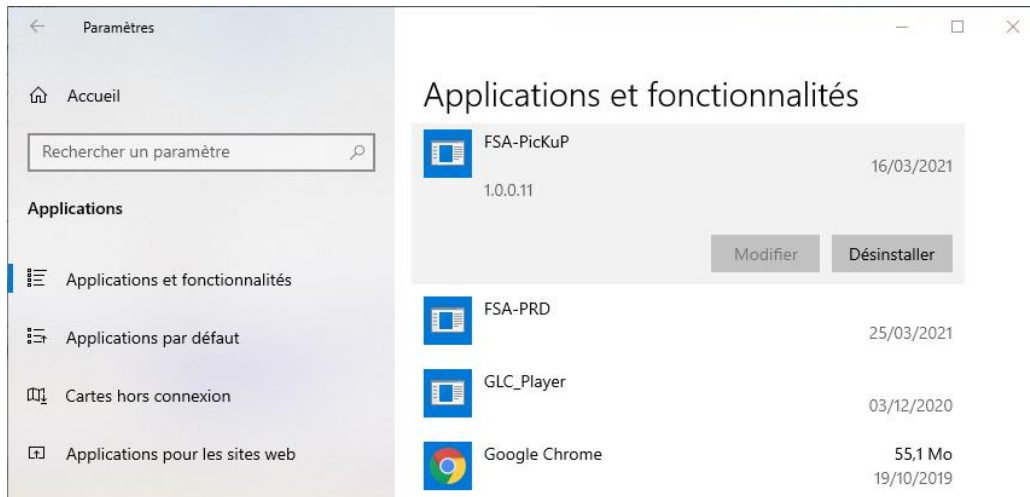 Paramètres
Accueil
Rechercher un paramètre
Applications
Applications et fonctionnalités
Applications par défaut
Cartes hors connexion
Applications pour les sites web
Applications et fonctionnalités
FSA-PicKuP
16/03/2021
1.0.0.11
Modifier
Désinstaller
FSA-PRD
25/03/2021
GLC_Player
03/12/2020
Google Chrome
55,1 Mo
19/10/2019